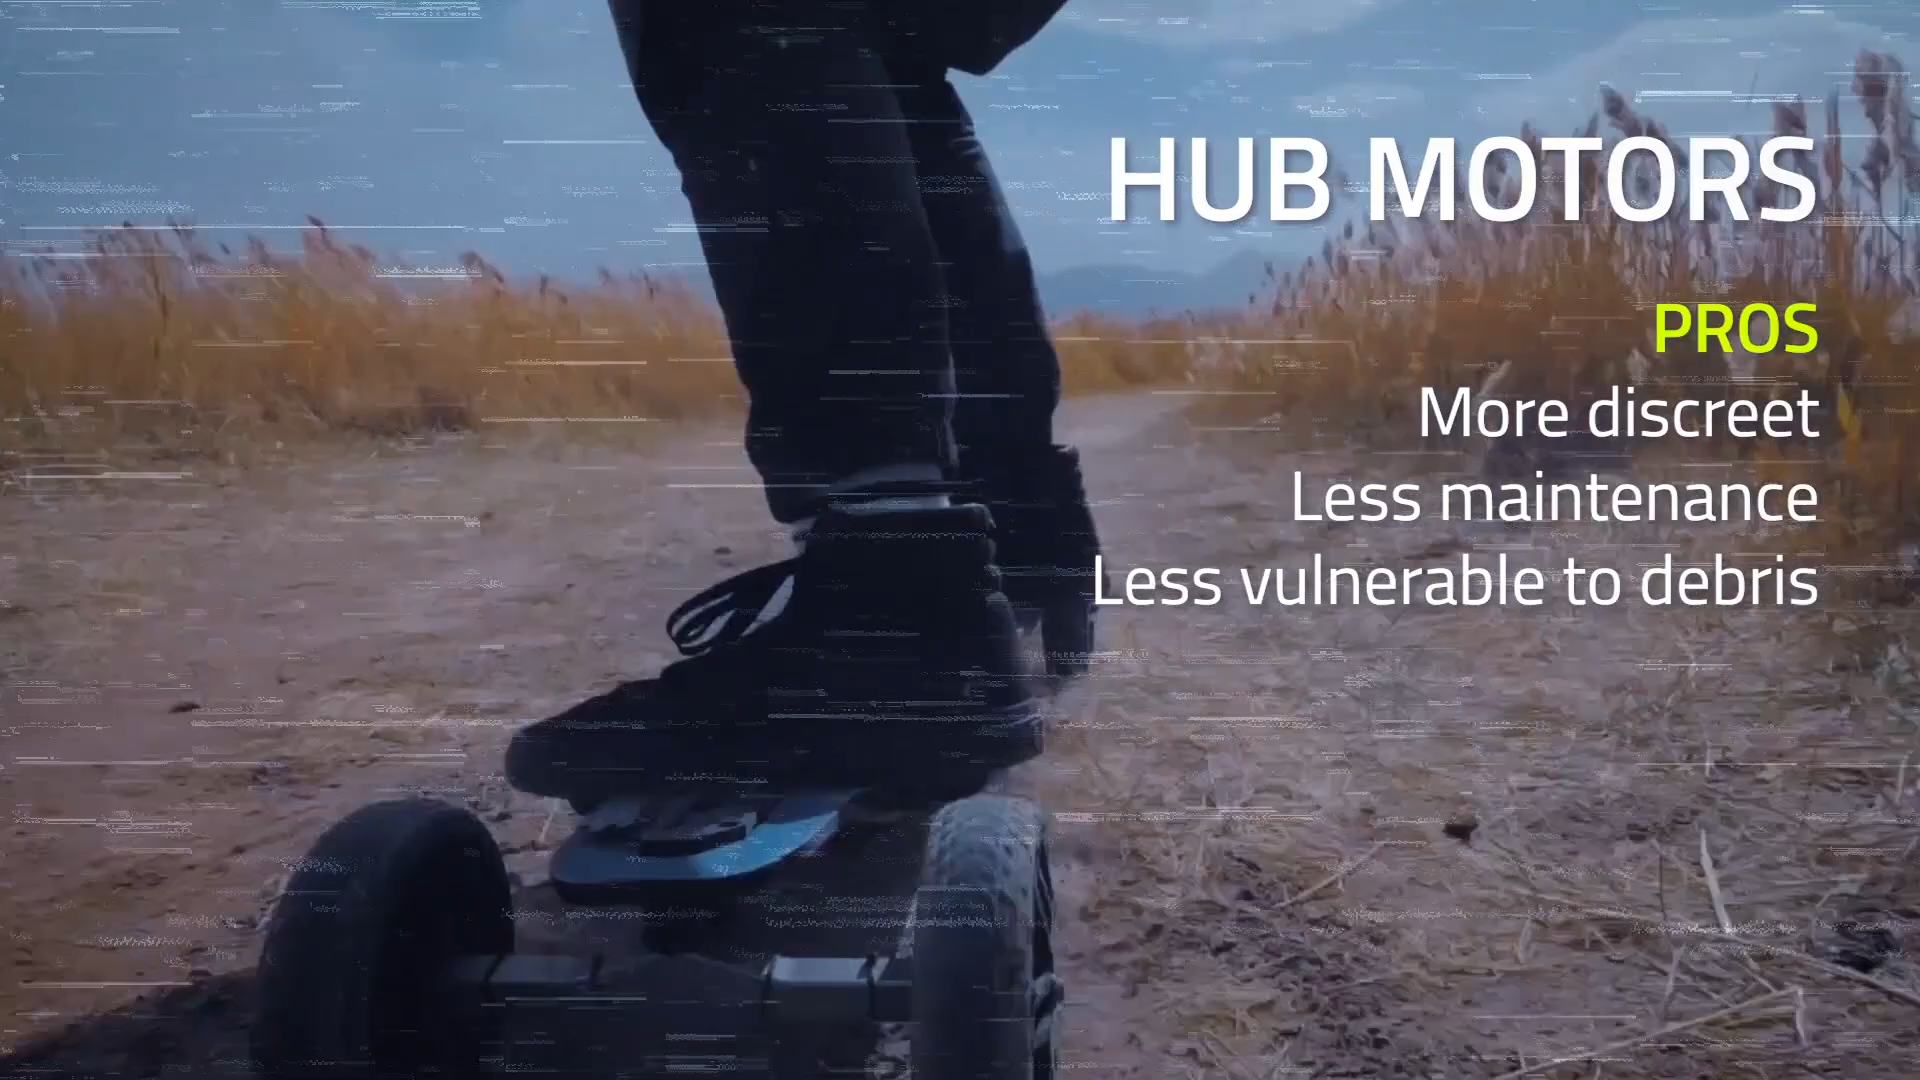 HUB MOTORS
PROS
More discreet
Less maintenance
Less vulnerable to debris